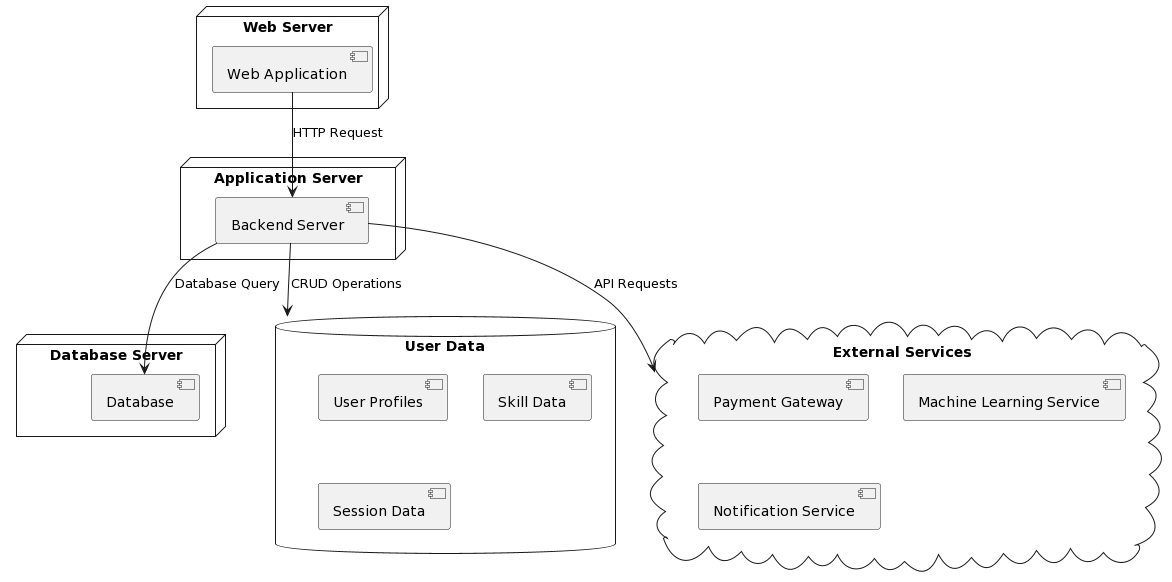 Web Server
Web Application
HTTP Request
Application Server
Backend Server
Database Query
CRUD Operations
API Requests
Database Server
Database
User Data
User Profiles
Skill Data
Session Data
External Services
Payment Gateway
Machine Learning Service
Notification Service